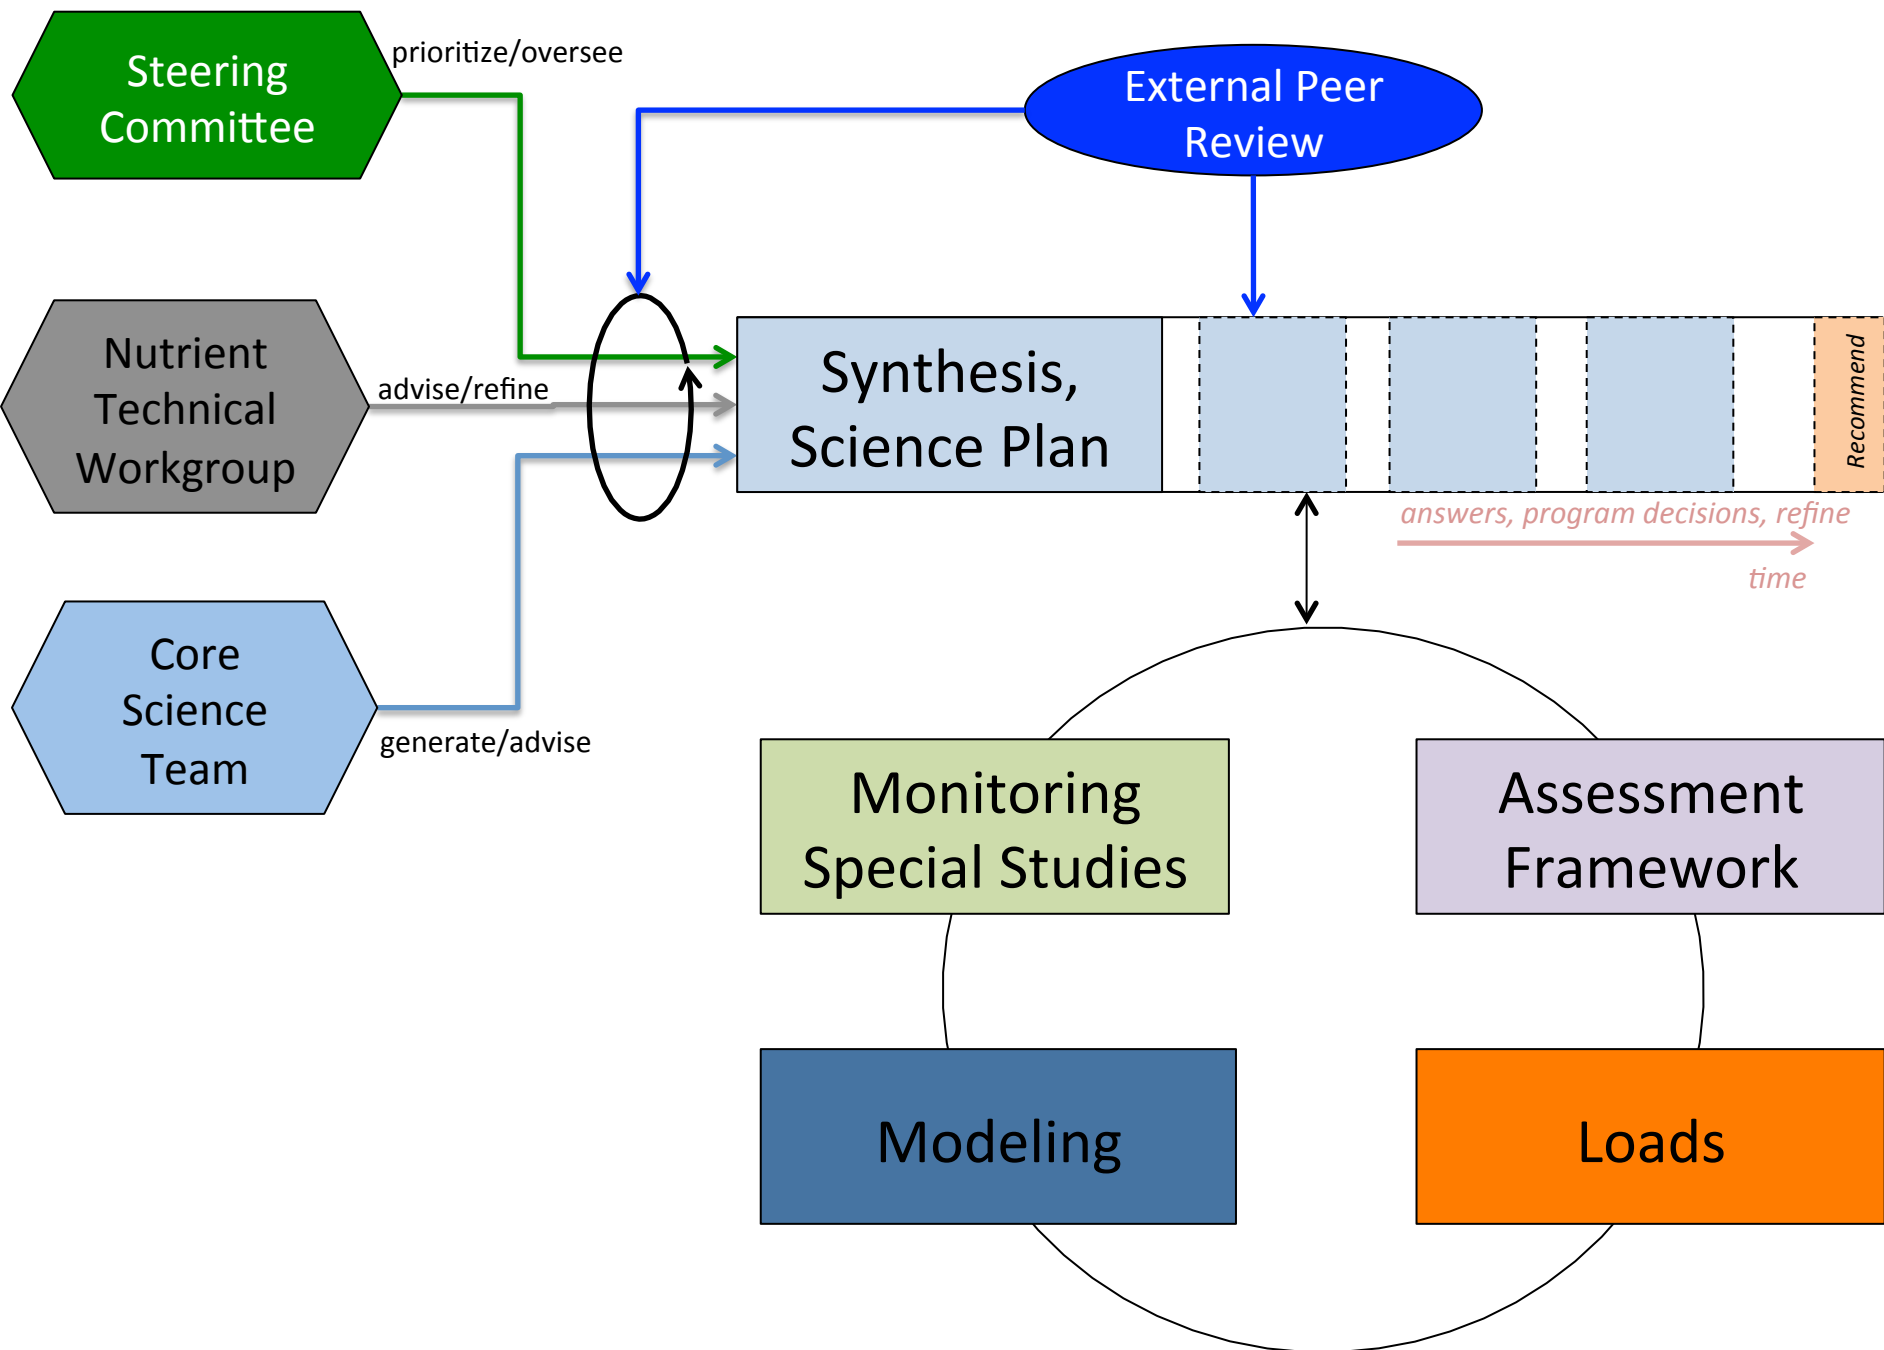 Steering
Committee
prioritize/oversee
External Peer
Review
Nutrient
Technical
Workgroup
advise/refine
Synthesis,
Science Plan
Recommend
answers, program decisions, refine
time
Core
Science
Team
generate/advise
Monitoring
Special Studies
Assessment
Framework
Modeling
Loads